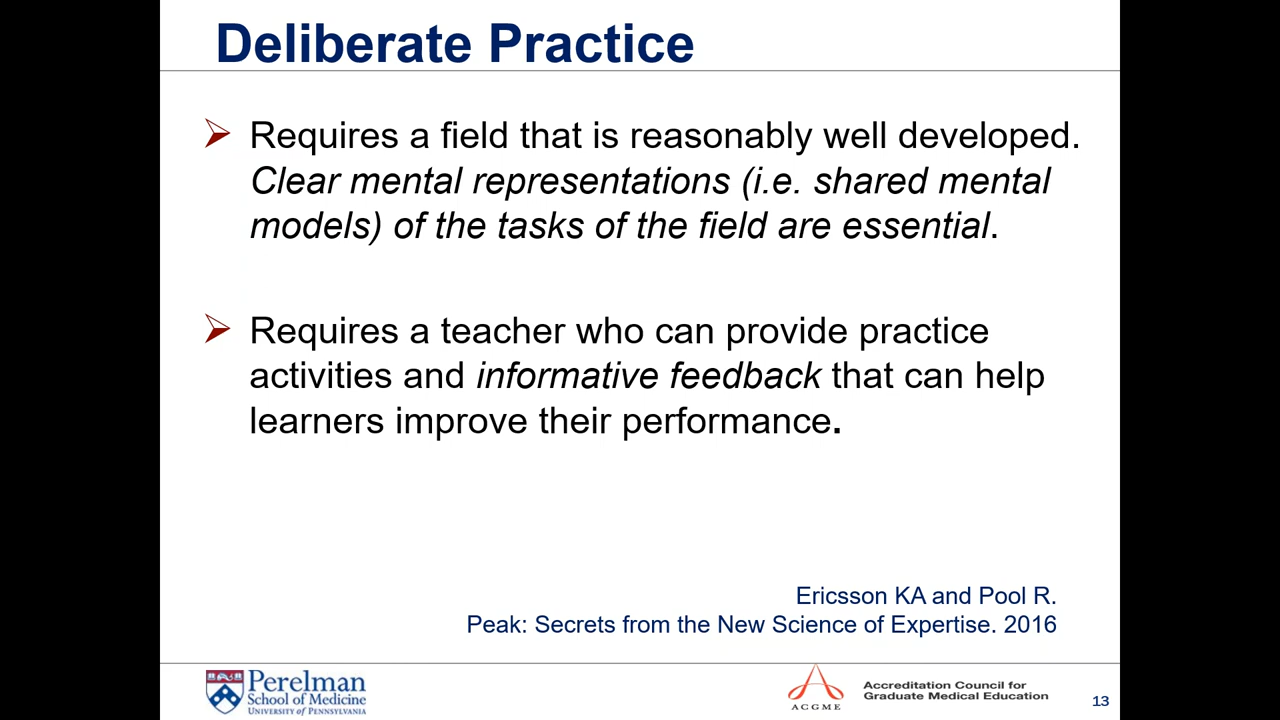 Deliberate Practice
Requires a field that is reasonably well developed.
Clear mental representations (i.e. shared mental
models) of the tasks of the field are essential.
Requires a teacher who can provide practice
activities and informative feedback that can help
learners improve their performance.
Ericsson KA and Pool R.
Peak: Secrets from the New Science of Expertise. 2016
Perelman
School of Medicine
University of Pennsylvania
ACGME
Accreditation Council for
Graduate Medical Education
13